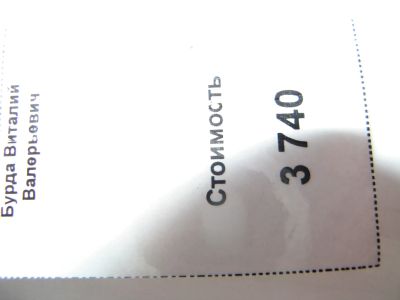 Бурда Виталий
Валерьевич
Стоимость
3 740